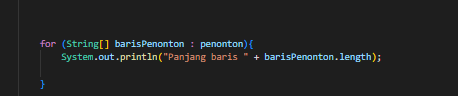 for (String[] barisPenonton : penonton){
System.out.println("Panjang baris " + barisPenonton.length);
}